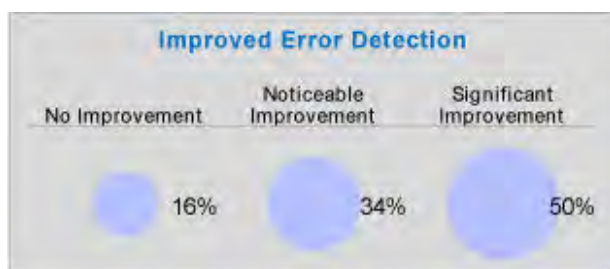 Improved Error Detection
No Improvement
Noticeable
Improvement
Significant
Improvement
16%
34%
50%